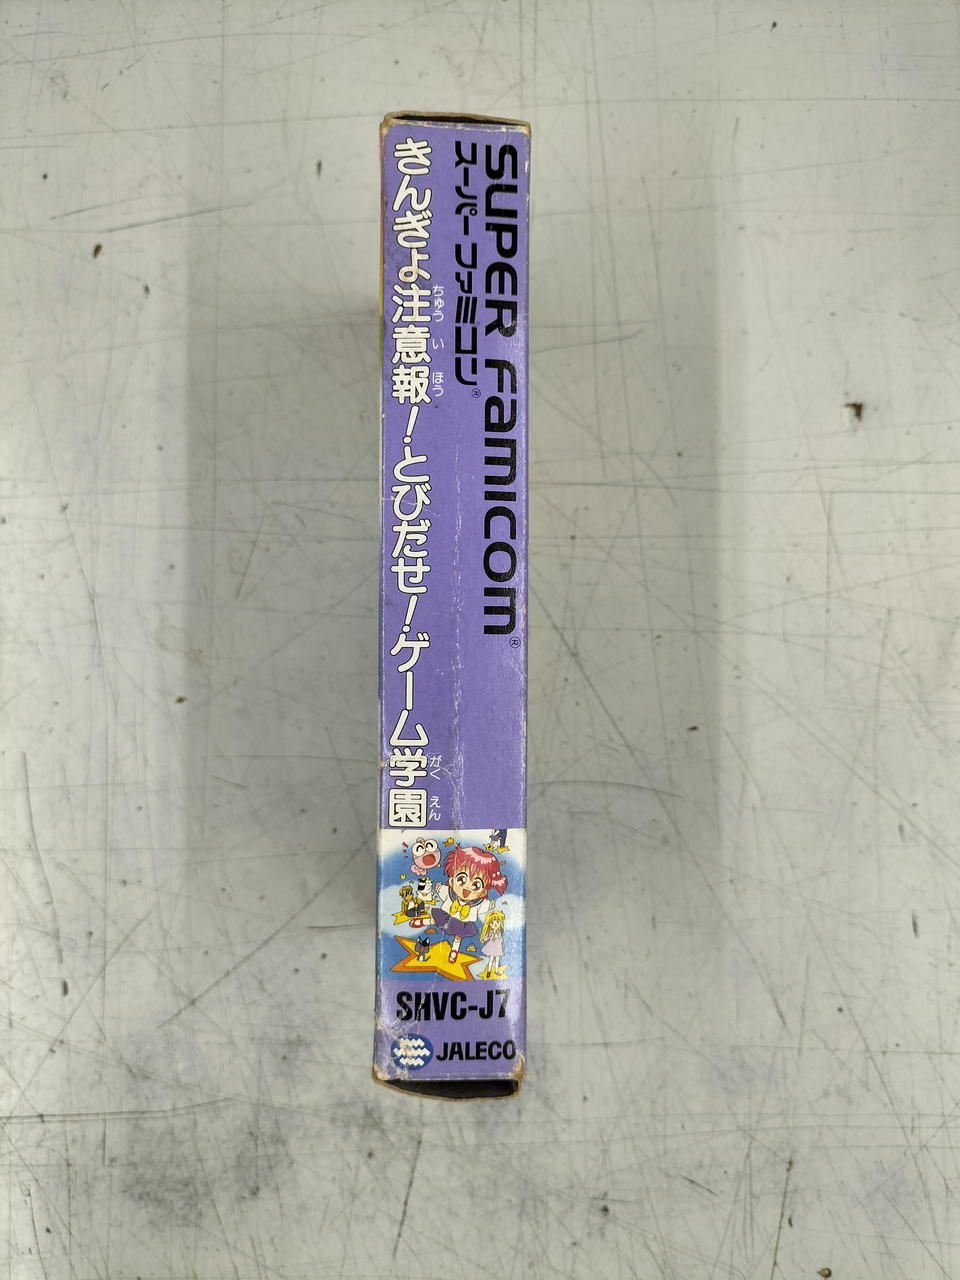 SUPER Famicom®
スーパーファミコン®
きんぎょ注意報！とびだせ！ゲーム学園
ちゅう い ほう
がく えん
SHVC-J7
JALECO